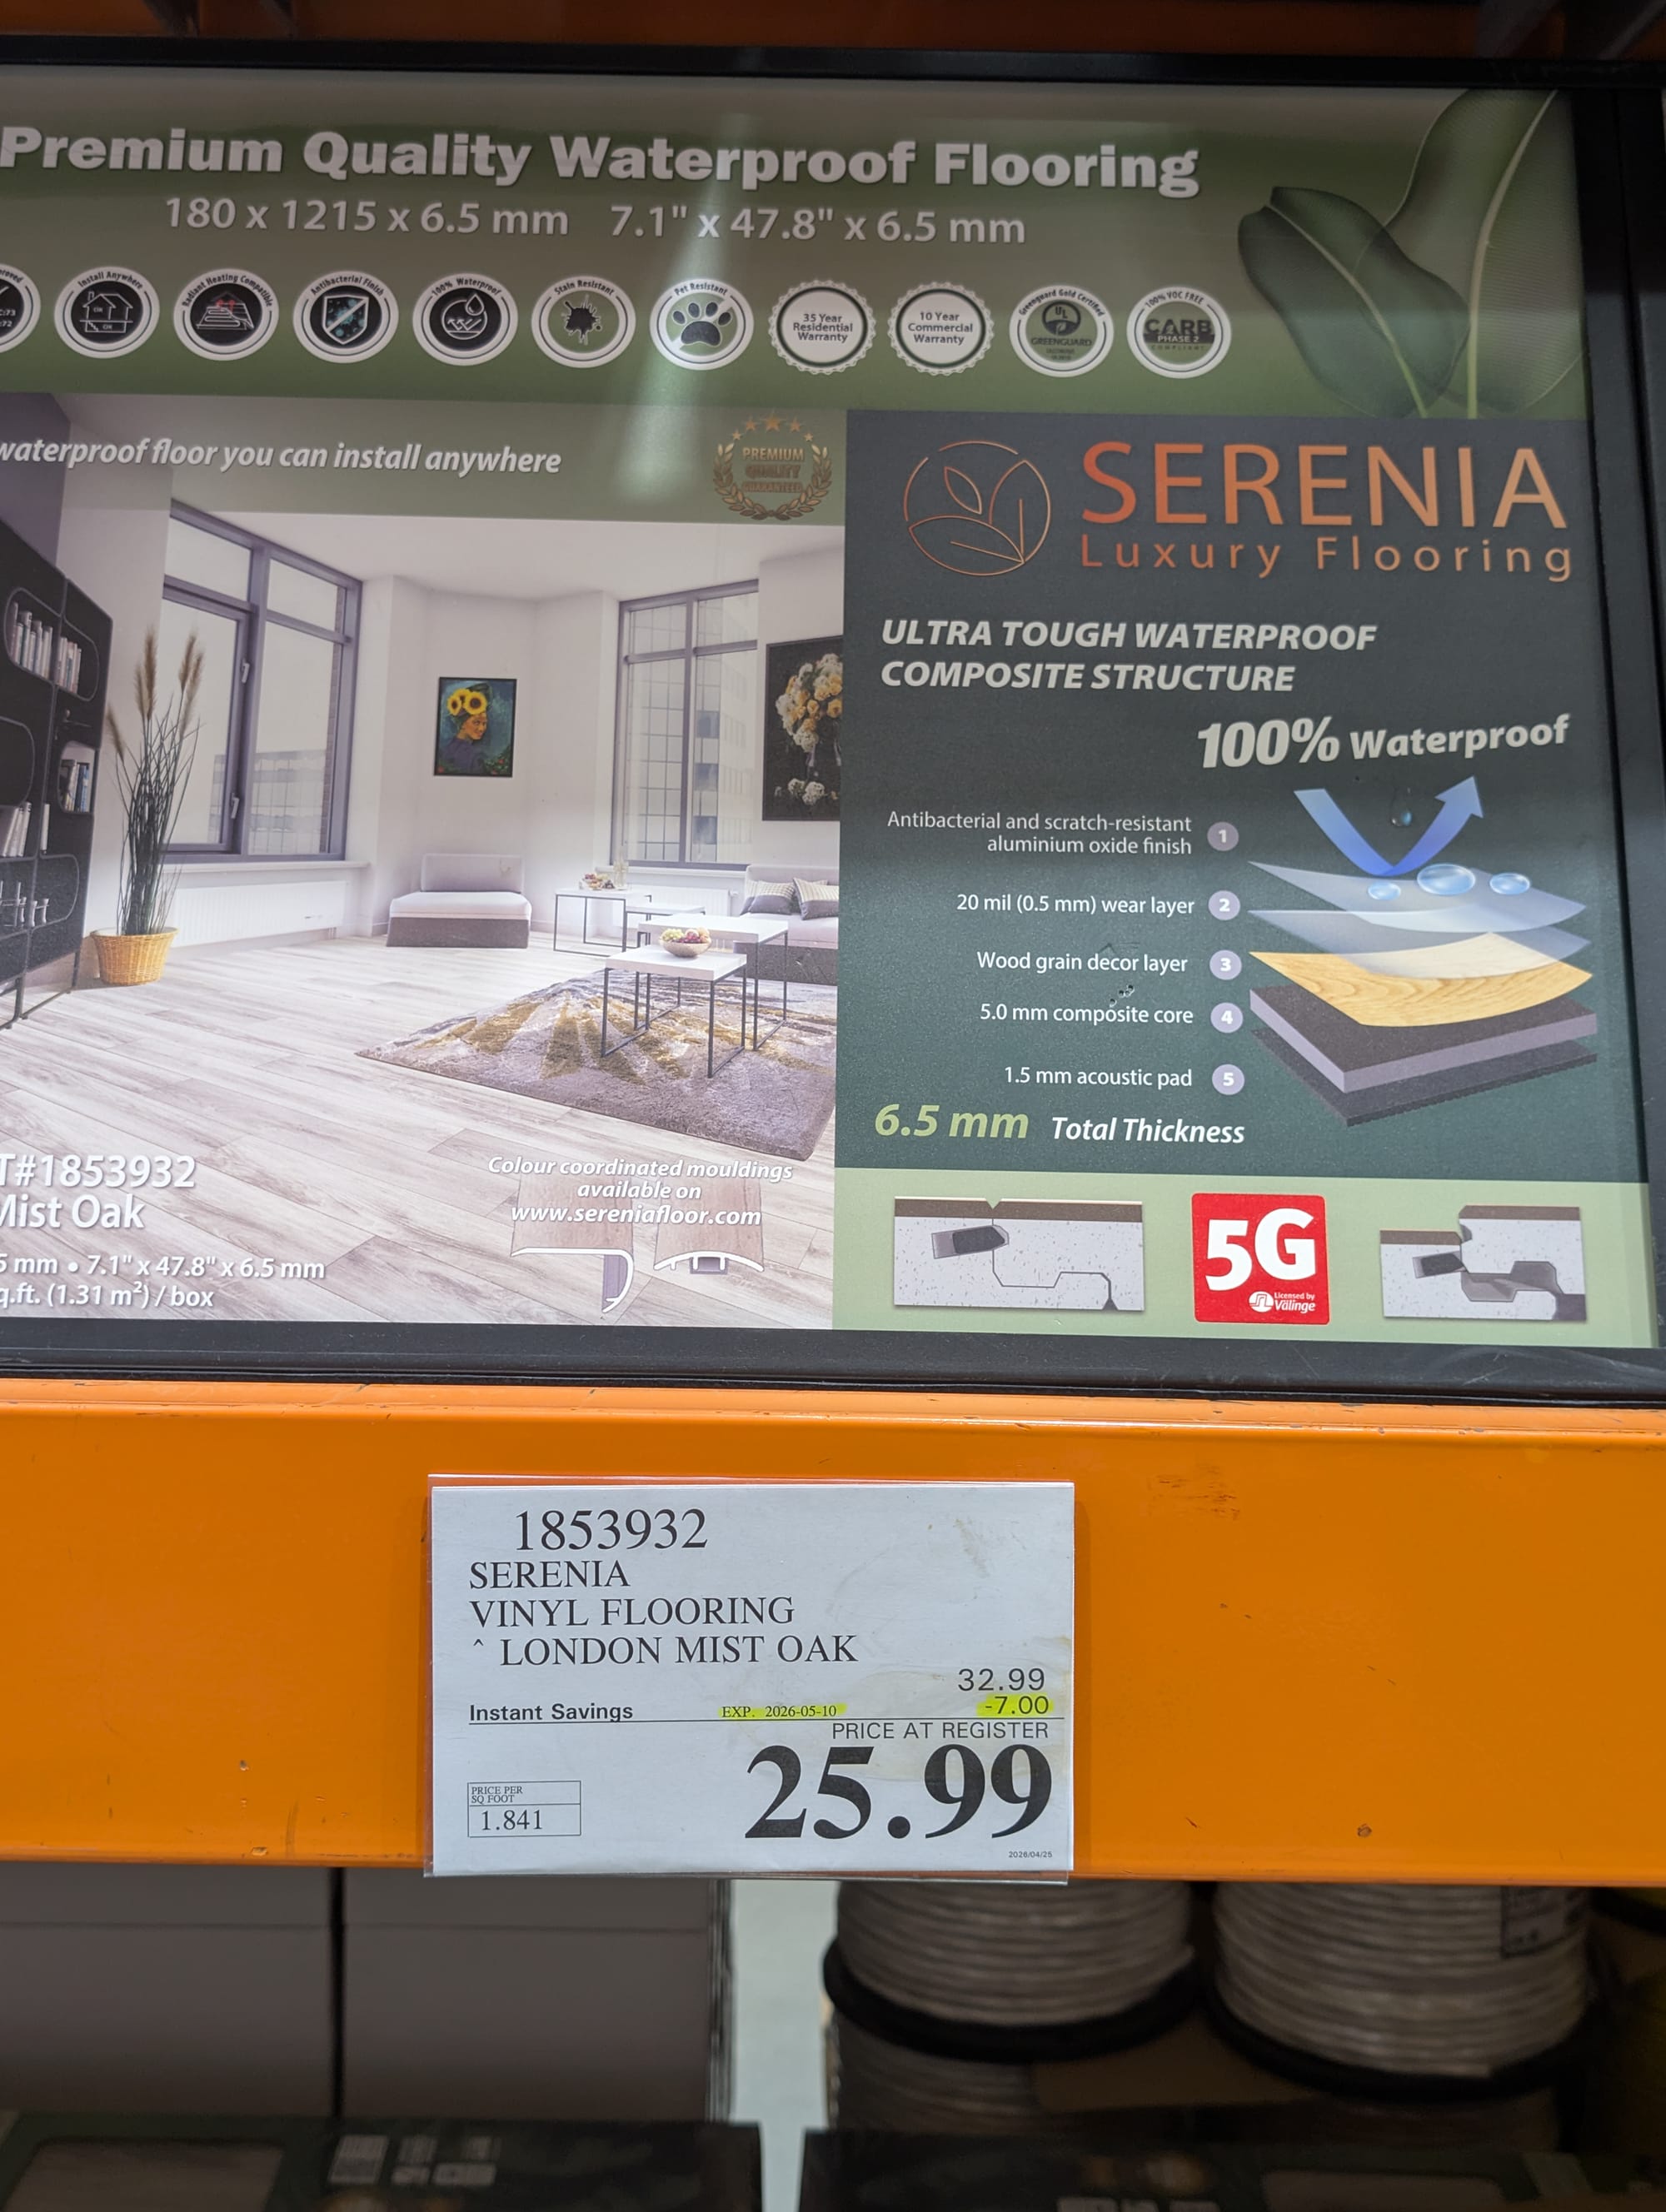 Premium Quality Waterproof Flooring
180 x 1215 x 6.5 mm 7.1" x 47.8" x 6.5 mm
Install Anywhere
Radiant Heating Compatible
Antibacterial Finish
100% Waterproof
Stain Resistant
Pet Resistant
35 Year
Residential
Warranty
10 Year
Commercial
Warranty
Greenguard Gold Certified
UL
GREENGUARD
100% VOC FREE
CARB
PHASE 2
COMPLIANT
waterproof floor you can install anywhere
PREMIUM
QUALITY
GUARANTEED
SERENIA
Luxury Flooring
ULTRA TOUGH WATERPROOF
COMPOSITE STRUCTURE
100% Waterproof
Antibacterial and scratch-resistant
aluminium oxide finish
1
20 mil (0.5 mm) wear layer
2
Wood grain decor layer
3
5.0 mm composite core
4
1.5 mm acoustic pad
5
6.5 mm Total Thickness
T#1853932
Mist Oak
5 mm • 7.1" x 47.8" x 6.5 mm
q.ft. (1.31 m²) / box
Colour coordinated mouldings
available on
www.sereniafloor.com
5G
Licensed by
Välinge
1853932
SERENIA
VINYL FLOORING
^ LONDON MIST OAK
32.99
Instant Savings EXP. 2026-05-10 -7.00
PRICE AT REGISTER
25.99
PRICE PER
SQ FOOT
1.841
2026/04/25